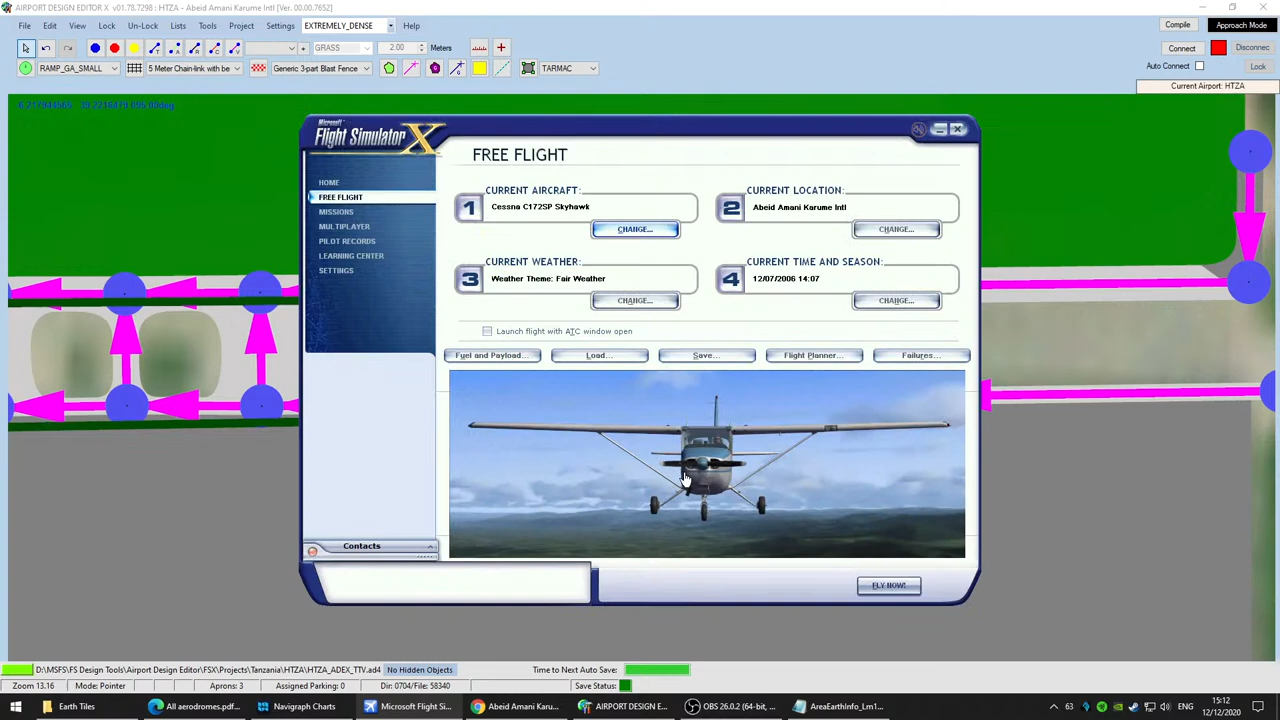 AIRPORT DESIGN EDITOR X v01.78.7298 : HTZA - Abeid Amani Karume Intl [Ver. 00.00.7652]
File Edit View Lock Un-Lock Lists Tools Project Settings EXTREMELY_DENSE Help
Compile Approach Mode
GRASS 2.00 Meters
Connect Disconnec
RAMP_GA_SMALL 5 Meter Chain-link with be Generic 3-part Blast Fence TARMAC
Auto Connect Lock
Current Airport: HTZA
Microsoft
Flight Simulator X
FREE FLIGHT
HOME
FREE FLIGHT
MISSIONS
MULTIPLAYER
PILOT RECORDS
LEARNING CENTER
SETTINGS
CURRENT AIRCRAFT:
1 Cessna C172SP Skyhawk
CHANGE...
CURRENT LOCATION:
2 Abeid Amani Karume Intl
CHANGE...
CURRENT WEATHER:
3 Weather Theme: Fair Weather
CHANGE...
CURRENT TIME AND SEASON:
4 12/07/2006 14:07
CHANGE...
Launch flight with ATC window open
Fuel and Payload... Load... Save... Flight Planner... Failures...
Contacts
FLY NOW!
D:\MSFS\FS Design Tools\Airport Design Editor\FSX\Projects\Tanzania\HTZA\HTZA_ADEX_TTV.ad4 No Hidden Objects Time to Next Auto Save:
Zoom 13.16 Mode: Pointer Aprons: 3 Assigned Parking: 0 Dir: 0704/File: 58340 Save Status:
Earth Tiles All aerodromes.pdf... Navigraph Charts Microsoft Flight Si... Abeid Amani Karum... AIRPORT DESIGN E... OBS 26.0.2 (64-bit, ... AreaEarthInfo_Lm1... 63 ENG 15:12
12/12/2020